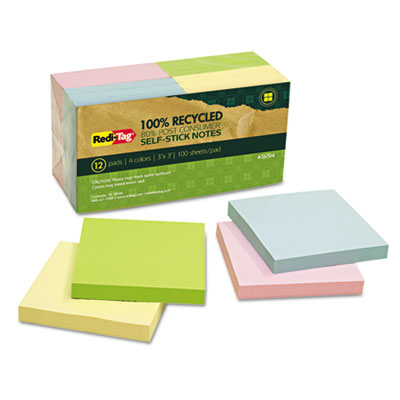 Redi-Tag
100% RECYCLED
80% POST CONSUMER
SELF-STICK NOTES
12 pads | 4 colors | 3"x 3" | 100 sheets/pad